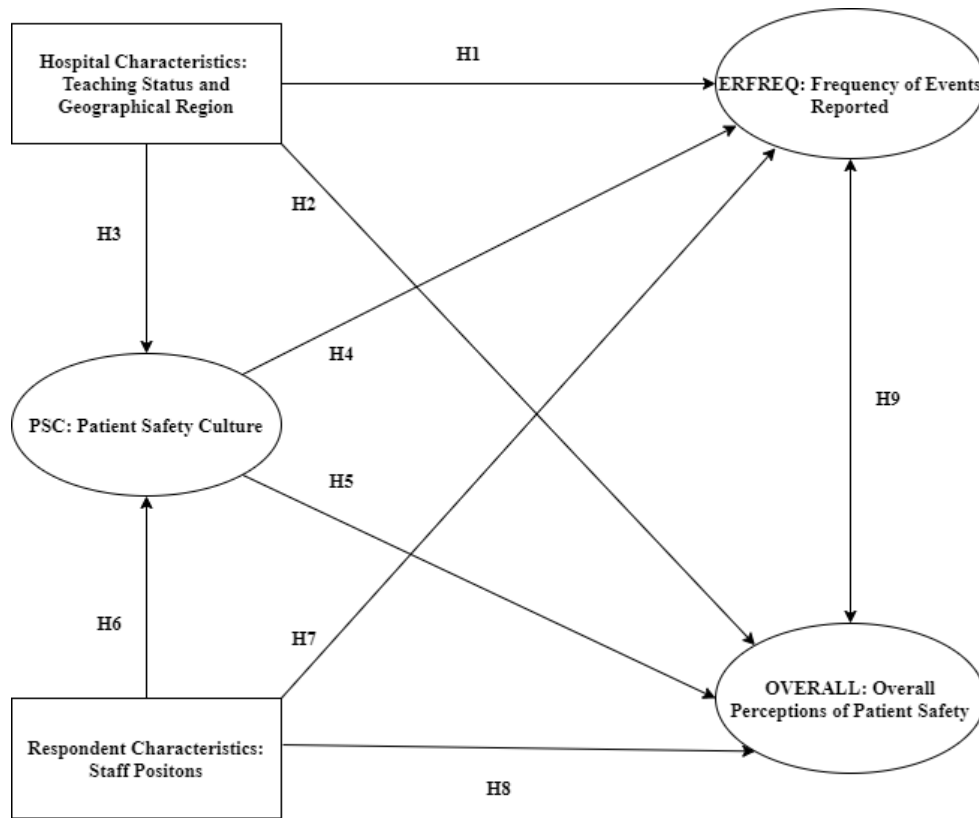 Hospital Characteristics:
Teaching Status and
Geographical Region
H1
ERFREQ: Frequency of Events
Reported
H2
H3
H4
PSC: Patient Safety Culture
H9
H5
H6
H7
OVERALL: Overall
Perceptions of Patient Safety
Respondent Characteristics:
Staff Positons
H8